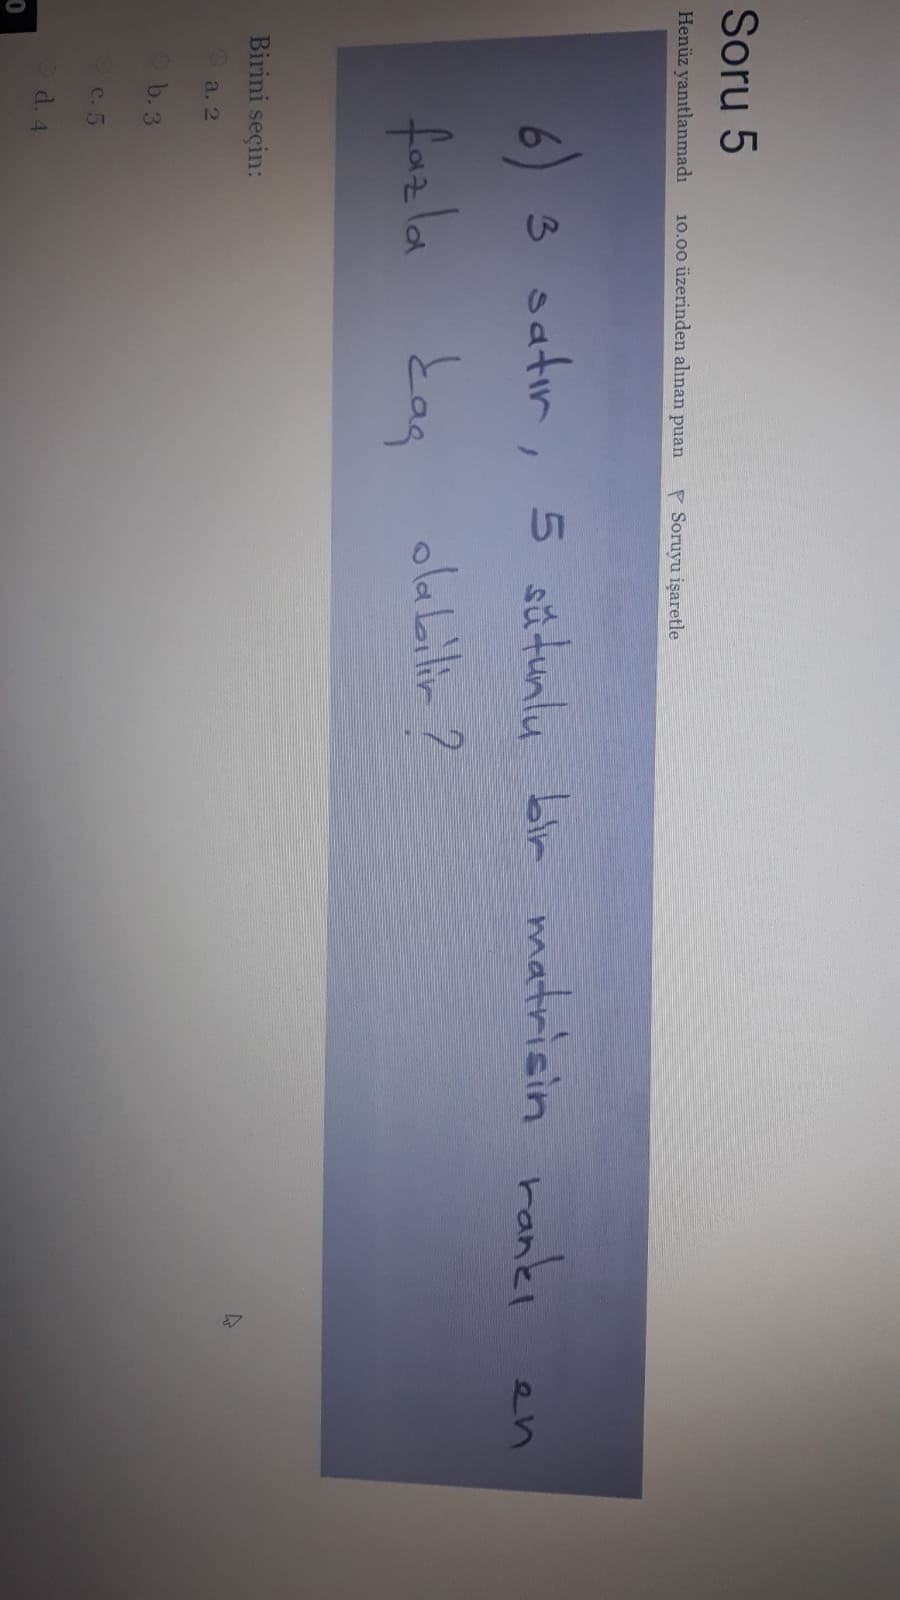 Soru 5
Henüz yanıtlanmadı 10.00 üzerinden alınan puan Soruyu işaretle
6) 3 satır, 5 sütunlu bir matrisin rankı en
fazla kaç olabilir?
Birini seçin:
a. 2
b. 3
c. 5
d. 4
0